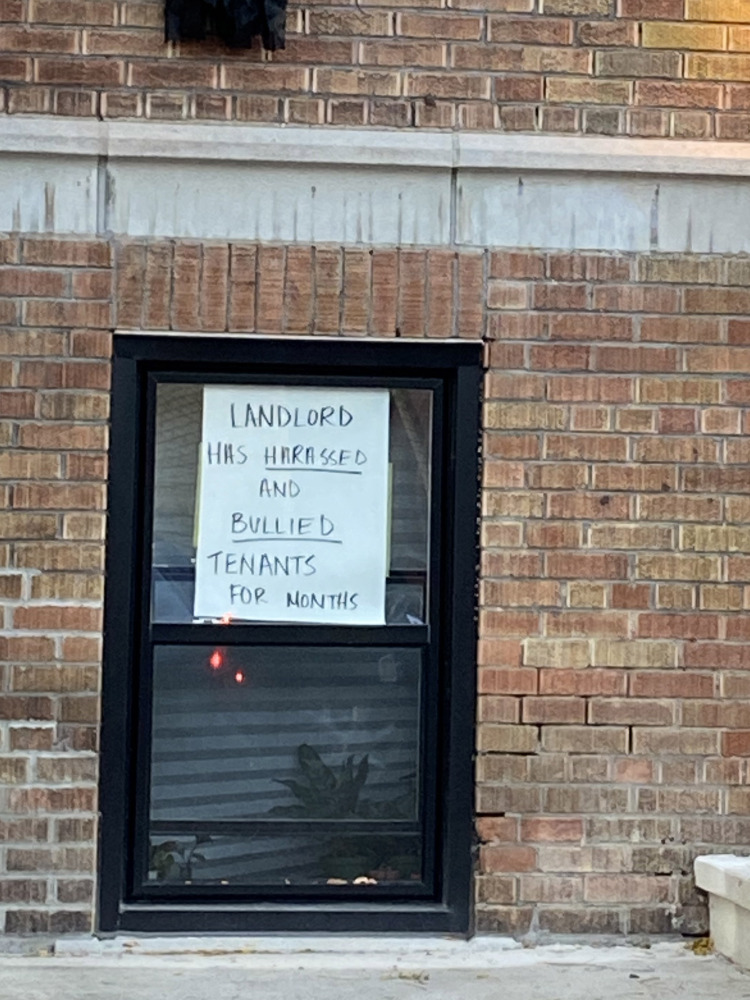 LANDLORD
HAS HARASSED
AND
BULLIED
TENANTS
FOR MONTHS